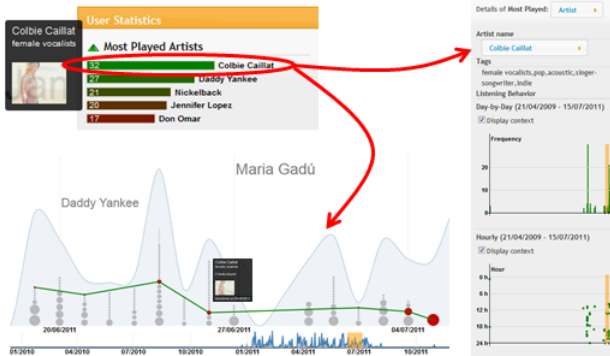 Colbie Caillat
female vocalists
User Statistics
Most Played Artists
32 Colbie Caillat
27 Daddy Yankee
21 Nickelback
20 Jennifer Lopez
17 Don Omar
Maria Gadú
Daddy Yankee
Colbie Caillat
20/06/2011 27/06/2011 04/07/2011
01/2010 04/2010 07/2010 10/2010 01/2011 04/2011 07/2011 10/2011
Details of Most Played: Artist
Artist name
Colbie Caillat
Tags
female vocalists,pop,acoustic,singer-
songwriter,indie
Listening Behavior
Day-by-Day (21/04/2009 - 15/07/2011)
Display context
Frequency
20
10
Hourly (21/04/2009 - 15/07/2011)
Display context
Hour
0 h
6 h
12 h
18 h
24 h